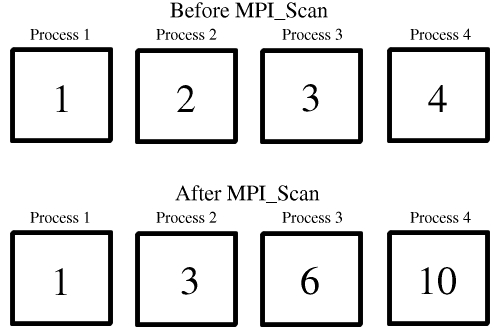 Before MPI_Scan
Process 1 Process 2 Process 3 Process 4
1 2 3 4
After MPI_Scan
Process 1 Process 2 Process 3 Process 4
1 3 6 10